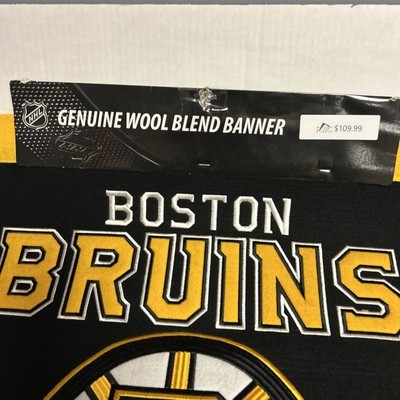 NHL
GENUINE WOOL BLEND BANNER
$109.99
BOSTON
BRUINS